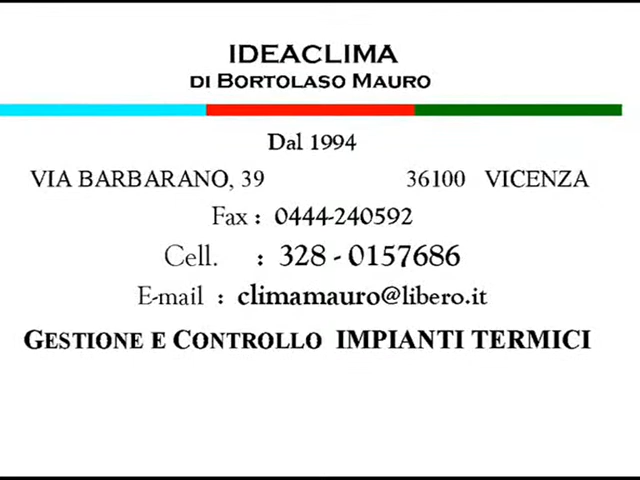 IDEACLIMA
DI BORTOLASO MAURO
Dal 1994
VIA BARBARANO, 39 36100 VICENZA
Fax : 0444-240592
Cell. : 328 - 0157686
E-mail : climamauro@libero.it
GESTIONE E CONTROLLO IMPIANTI TERMICI